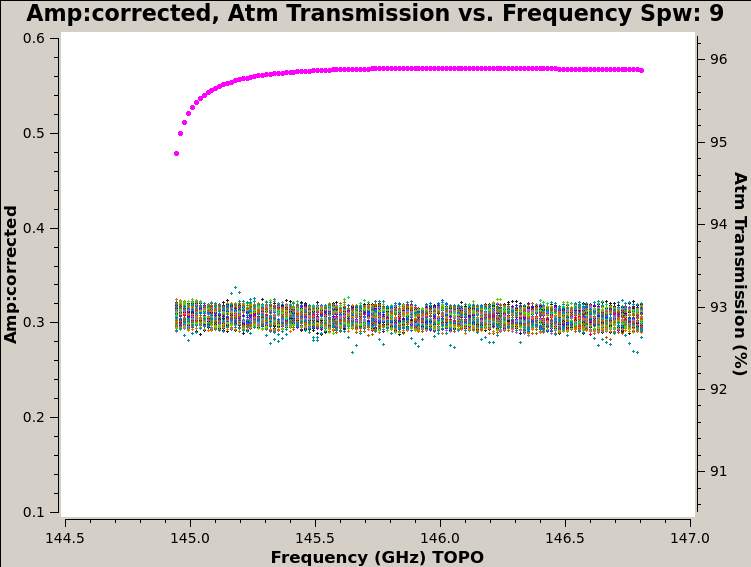 Amp:corrected, Atm Transmission vs. Frequency Spw: 9
0.6
0.5
0.4
0.3
0.2
0.1
Amp:corrected
96
95
94
93
92
91
Atm Transmission (%)
144.5 145.0 145.5 146.0 146.5 147.0
Frequency (GHz) TOPO